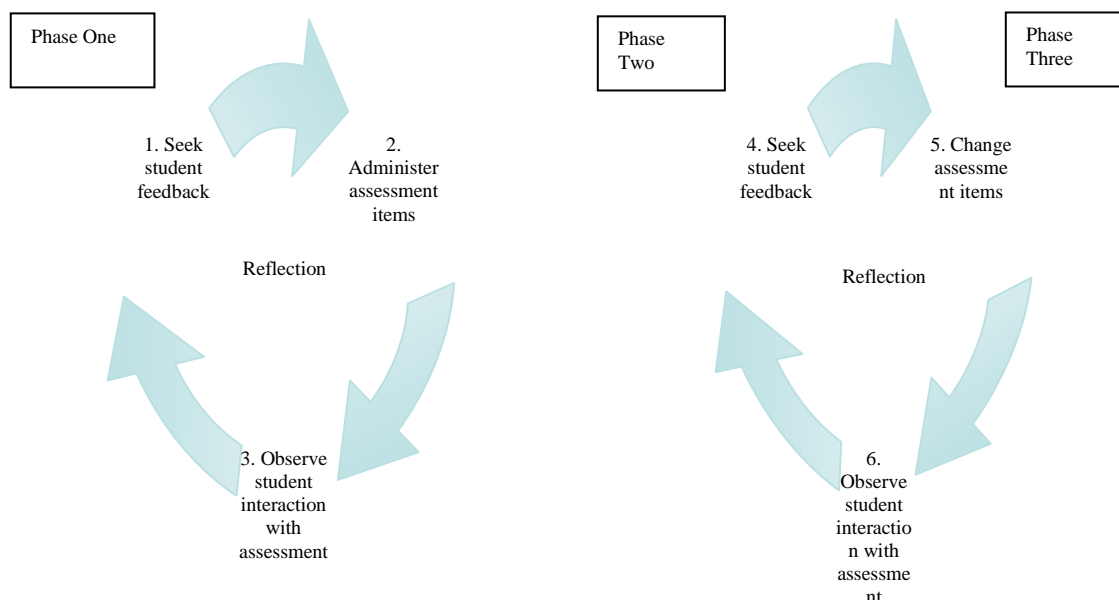 Phase One
1. Seek
student
feedback
2.
Administer
assessment
items
Reflection
3. Observe
student
interaction
with
assessment
Phase
Two
Phase
Three
4. Seek
student
feedback
5. Change
assessme
nt items
Reflection
6.
Observe
student
interactio
n with
assessme
nt